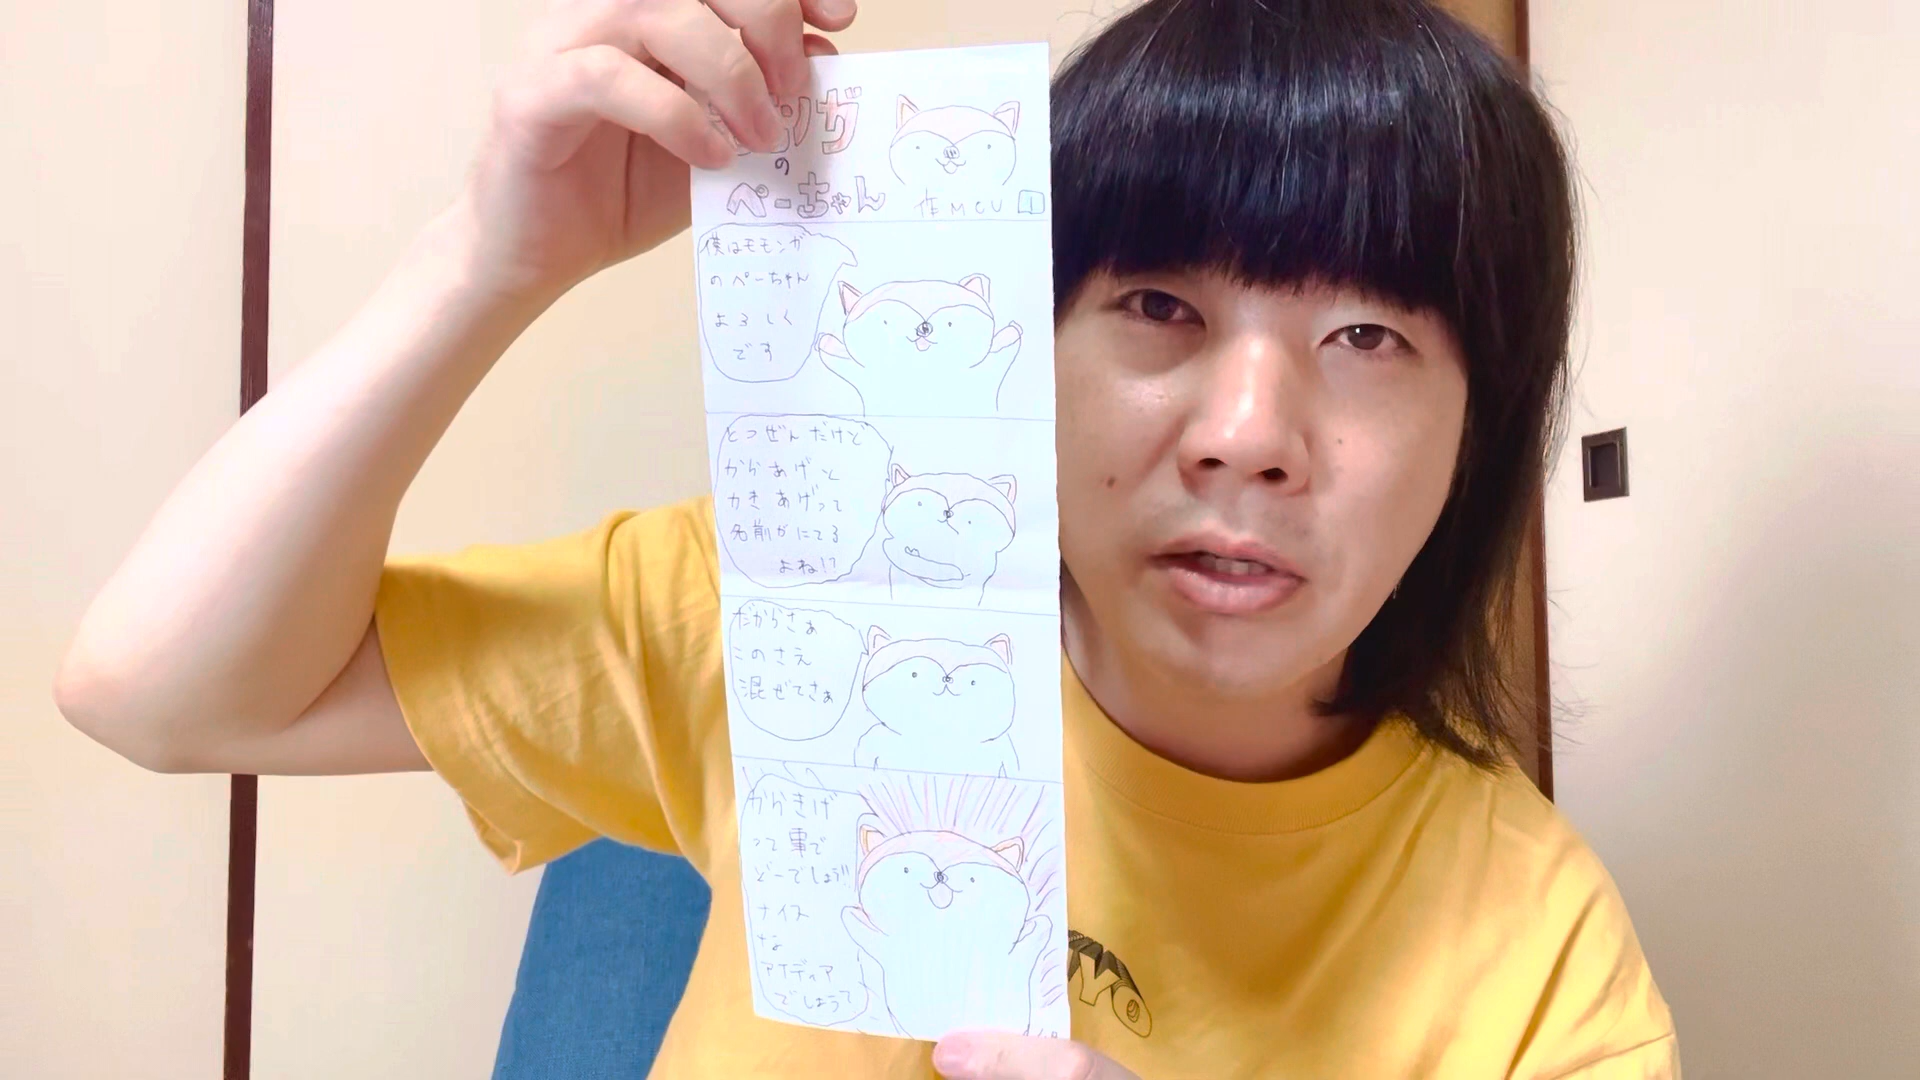 の
ペーちゃん
作 MCU 1
僕はモモンガ
のペーちゃん
よろしく
です
とつぜんだけど
からあげと
かきあげって
名前がにてる
よね!?
だからさぁ
このさえ
混ぜてさぁ
からきげ
って事で
どーでしょう!!
ナイス
な
アイディア
でしょうて
YO